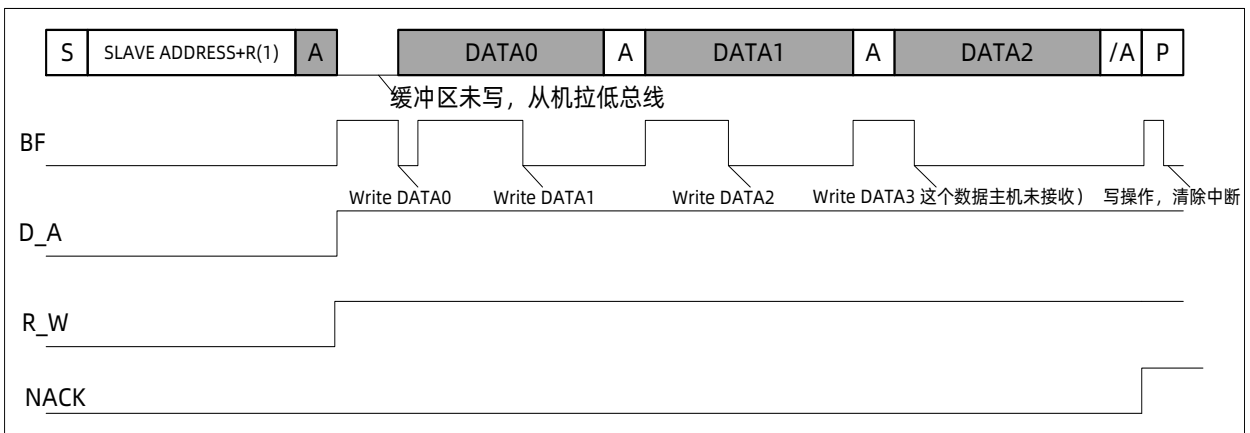 S SLAVE ADDRESS+R(1) A DATA0 A DATA1 A DATA2 /A P
缓冲区未写，从机拉低总线
BF
Write DATA0 Write DATA1 Write DATA2 Write DATA3 这个数据主机未接收） 写操作，清除中断
D_A
R_W
NACK